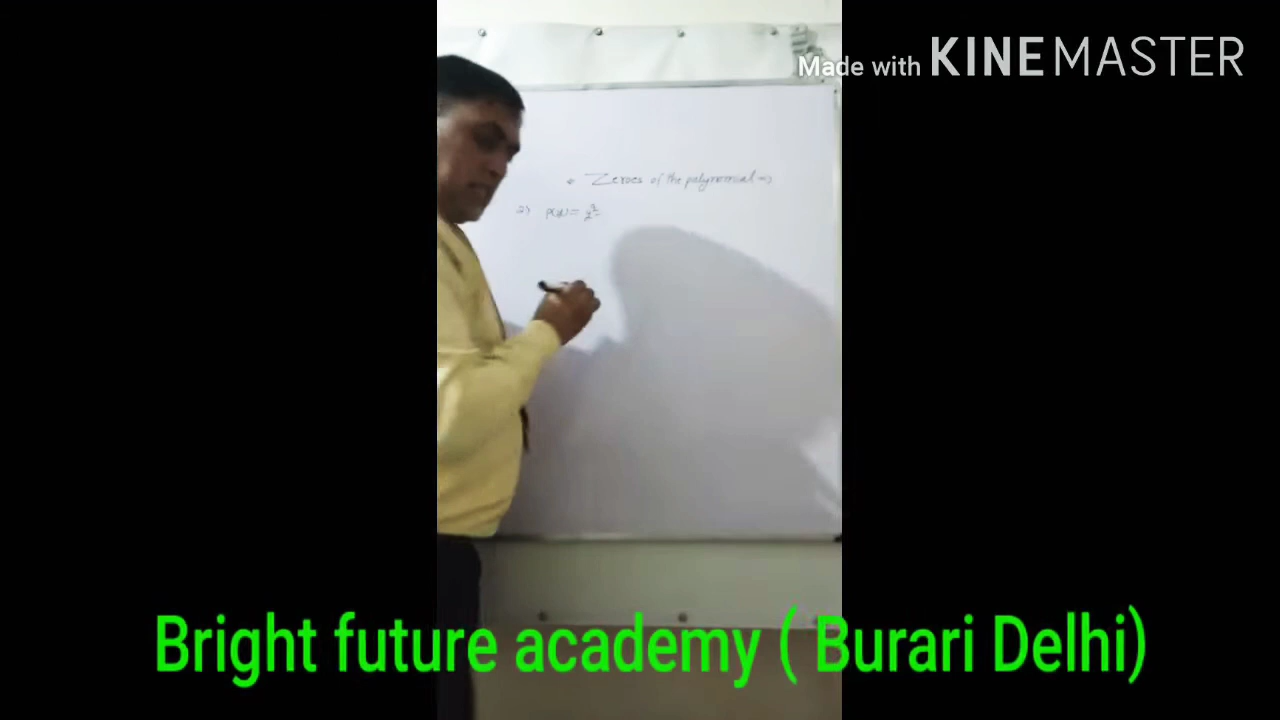 Made with KINEMASTER
Zeroes of the polynomial =>
=> p(x) =
Bright future academy ( Burari Delhi)